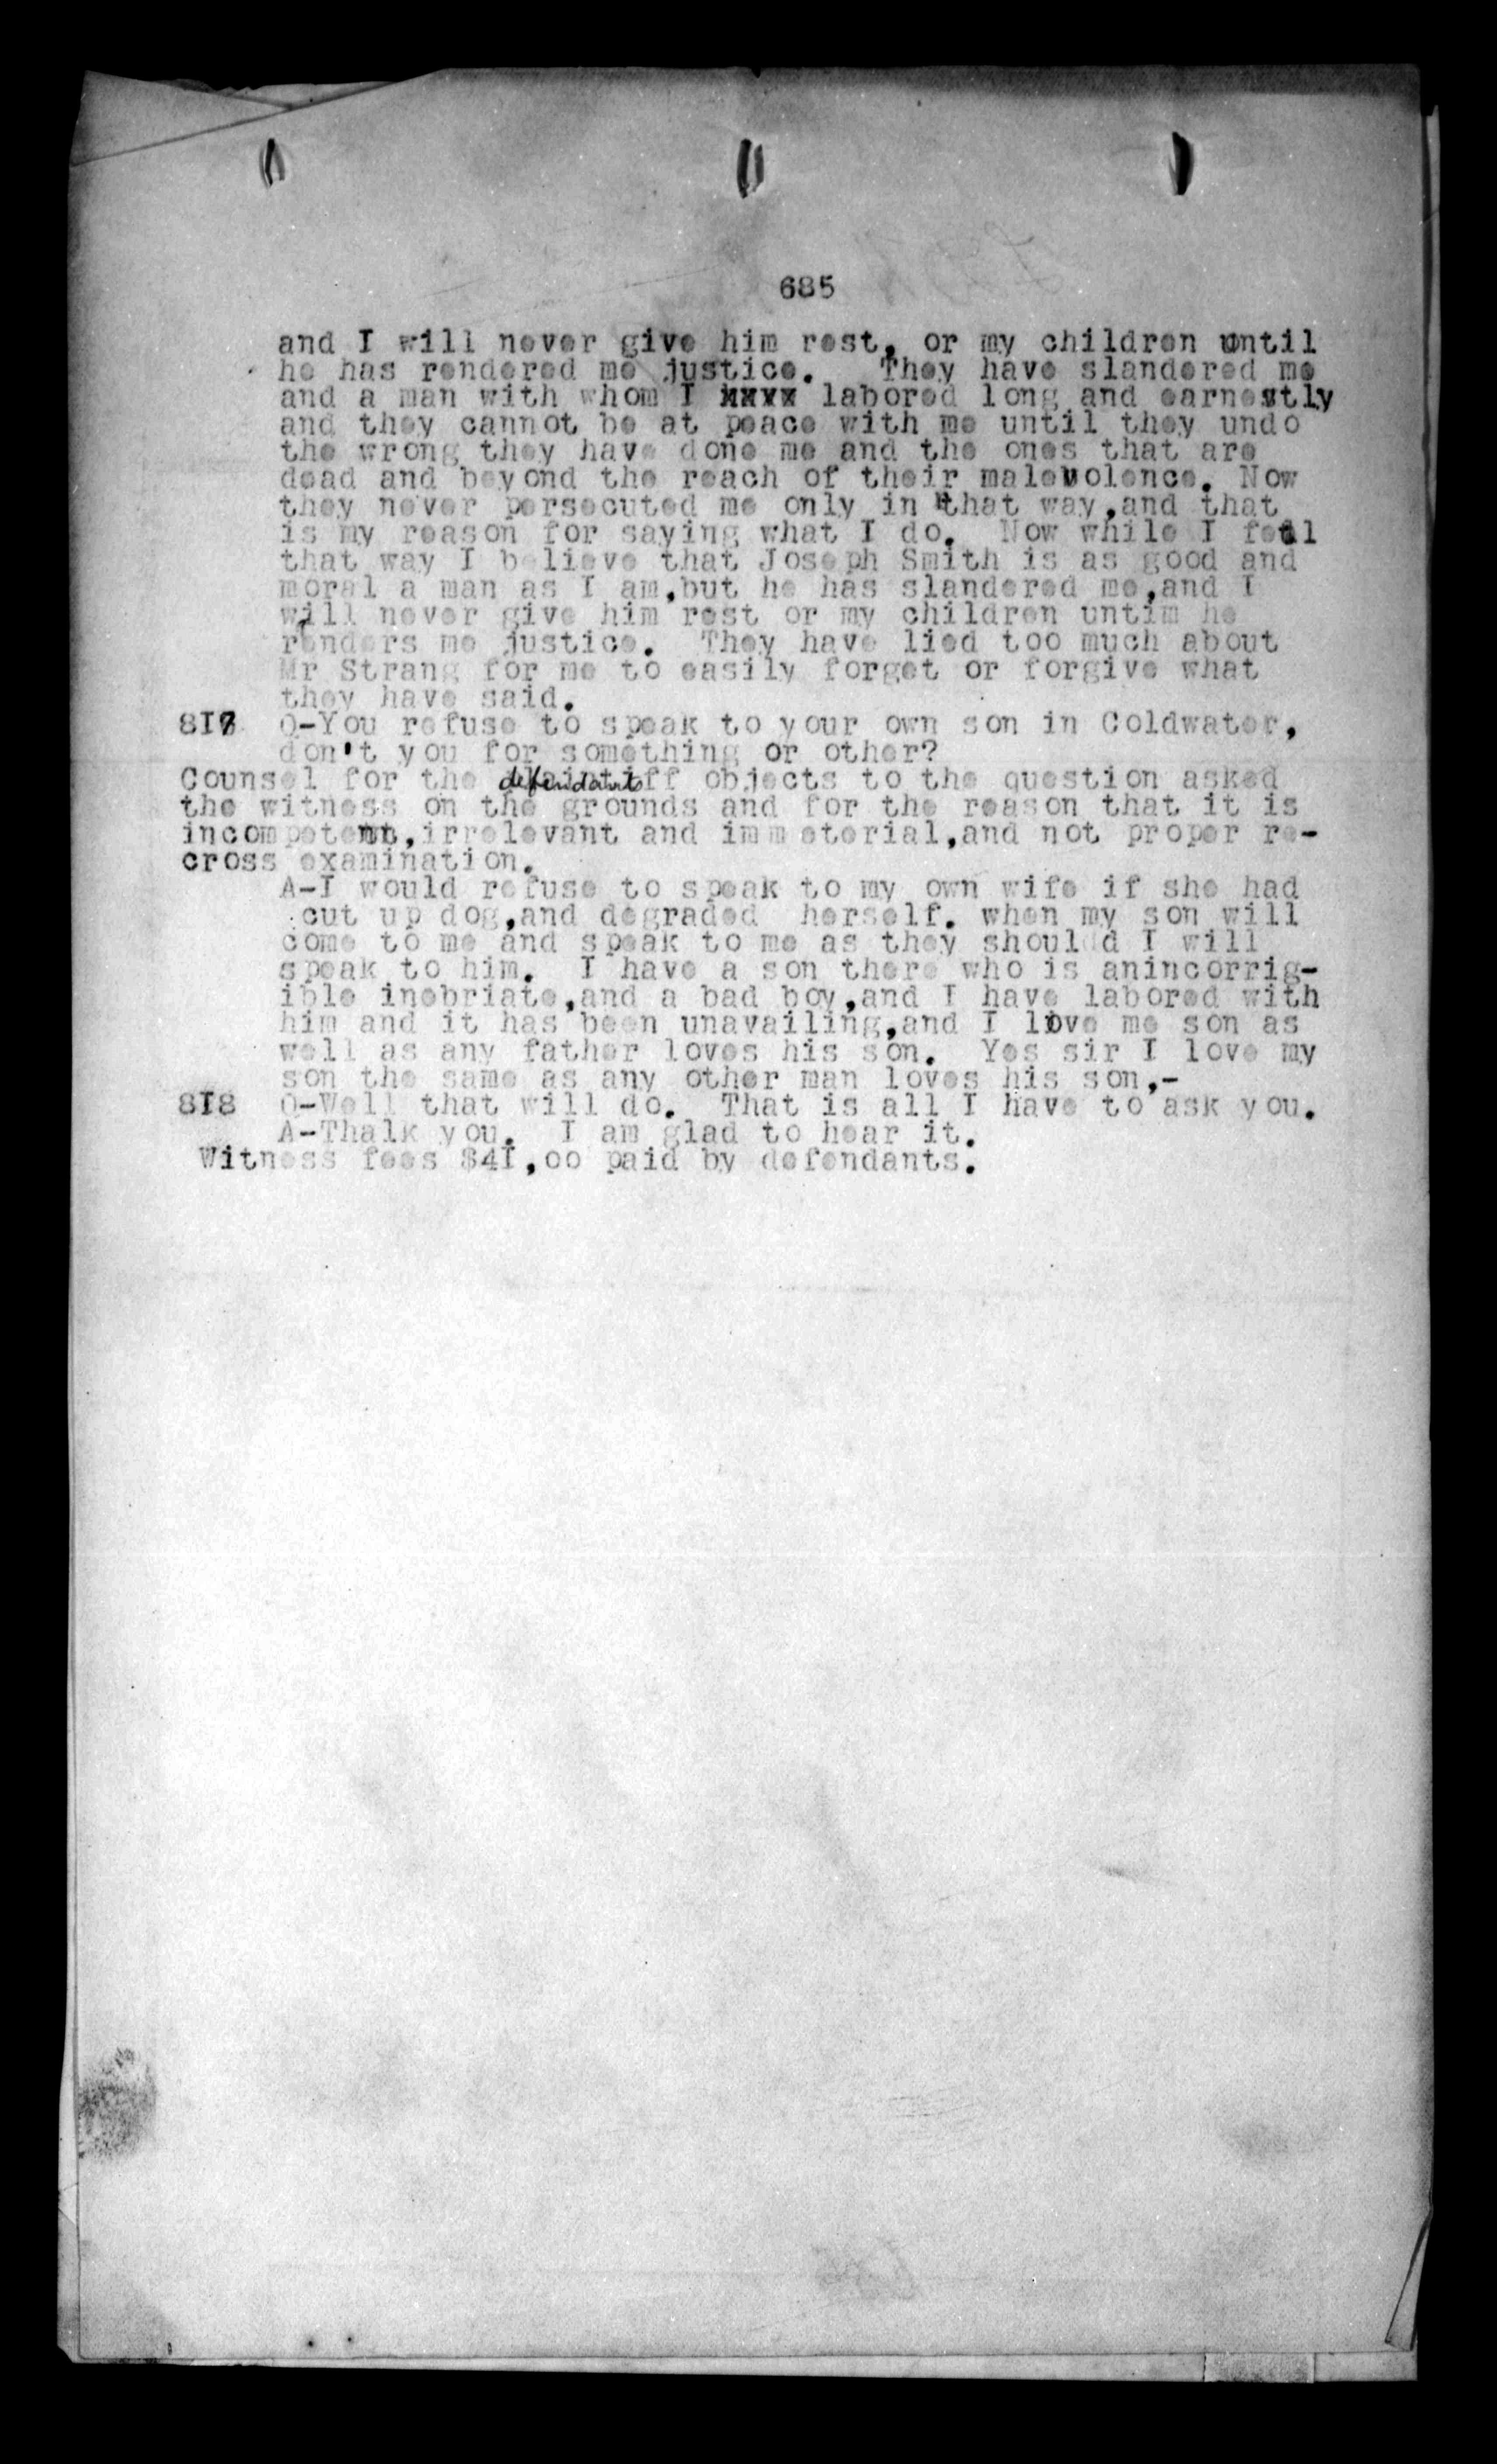 685
and I will never give him rest, or my children until
he has rendered me justice. They have slandered me
and a man with whom I xxxx labored long and earnestly
and they cannot be at peace with me until they undo
the wrong they have done me and the ones that are
dead and beyond the reach of their malevolence. Now
they never persecuted me only in that way,and that
is my reason for saying what I do. Now while I feel
that way I believe that Joseph Smith is as good and
moral a man as I am,but he has slandered me,and I
will never give him rest or my children untim he
renders me justice. They have lied too much about
Mr Strang for me to easily forget or forgive what
they have said.
8I7 Q-You refuse to speak to your own son in Coldwater,
don't you for something or other?
Counsel for the defendants objects to the question asked
the witness on the grounds and for the reason that it is
incompetent,irrelevant and immeterial,and not proper re-
cross examination.
A-I would refuse to speak to my own wife if she had
cut up dog,and degraded herself. when my son will
come to me and speak to me as they should I will
speak to him. I have a son there who is anincorrig-
ible inebriate,and a bad boy,and I have labored with
him and it has been unavailing,and I love me son as
well as any father loves his son. Yes sir I love my
son the same as any other man loves his son,-
8I8 Q-Well that will do. That is all I have to ask you.
A-Thalk you. I am glad to hear it.
Witness fees $4I,oo paid by defendants.